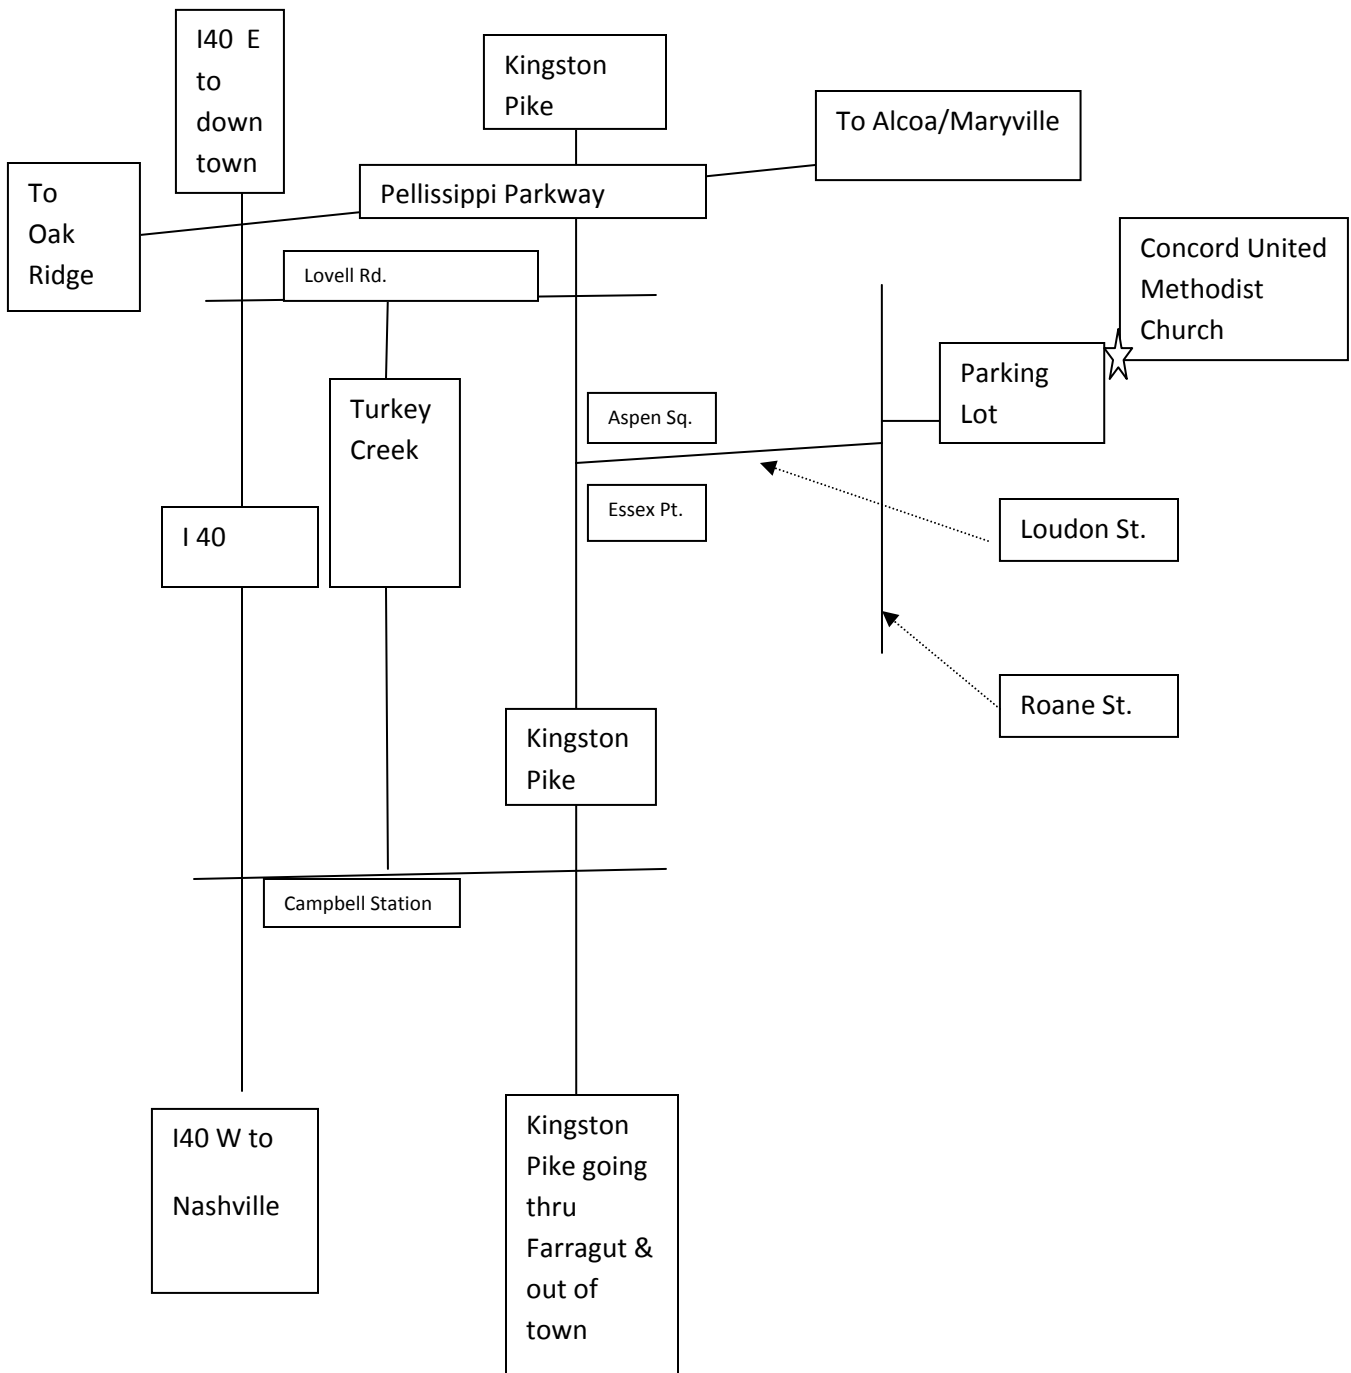 I40 E
to
down
town
Kingston
Pike
To Alcoa/Maryville
To
Oak
Ridge
Pellissippi Parkway
Concord United
Methodist
Church
Lovell Rd.
Parking
Lot
Turkey
Creek
Aspen Sq.
Essex Pt.
I 40
Loudon St.
Roane St.
Kingston
Pike
Campbell Station
I40 W to
Nashville
Kingston
Pike going
thru
Farragut &
out of
town